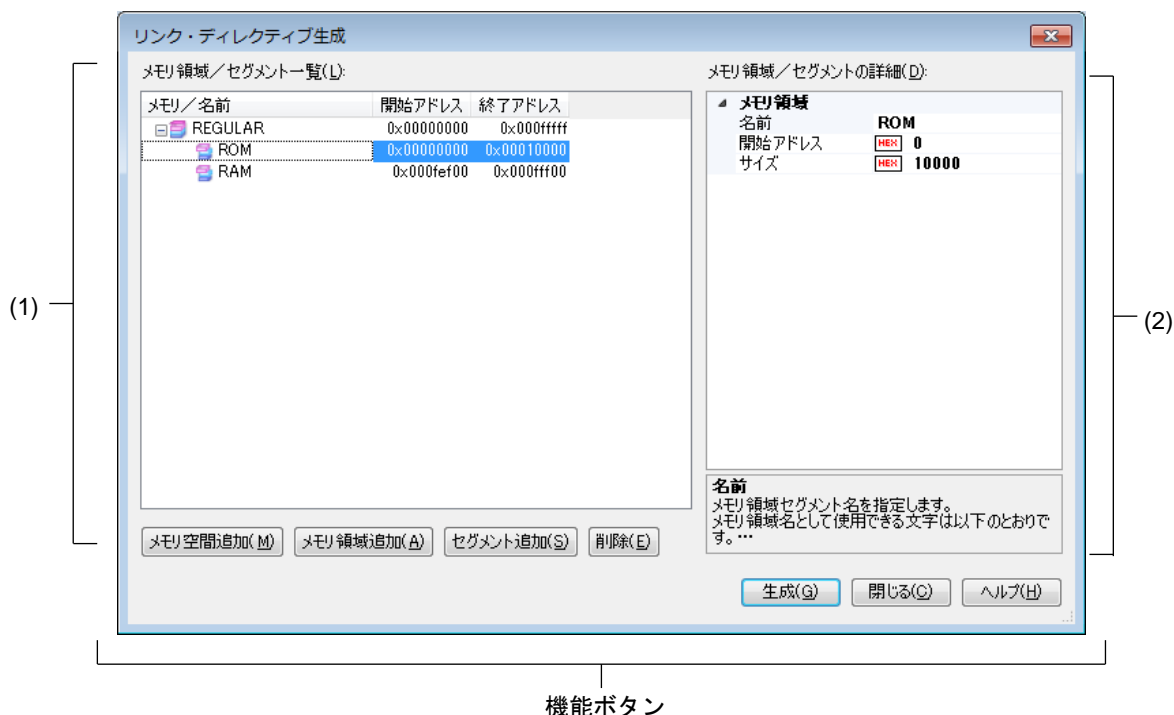 リンク・ディレクティブ生成
メモリ領域/セグメント一覧(L):
メモリ/名前 開始アドレス 終了アドレス
REGULAR 0x00000000 0x000fffff
ROM 0x00000000 0x00010000
RAM 0x000fef00 0x000fff00
メモリ空間追加(M) メモリ領域追加(A) セグメント追加(S) 削除(E)
(1)
メモリ領域/セグメントの詳細(D):
メモリ領域
名前 ROM
開始アドレス HEX 0
サイズ HEX 10000
名前
メモリ領域セグメント名を指定します。
メモリ領域名として使用できる文字は以下のとおりで
す。…
(2)
生成(G) 閉じる(C) ヘルプ(H)
機能ボタン